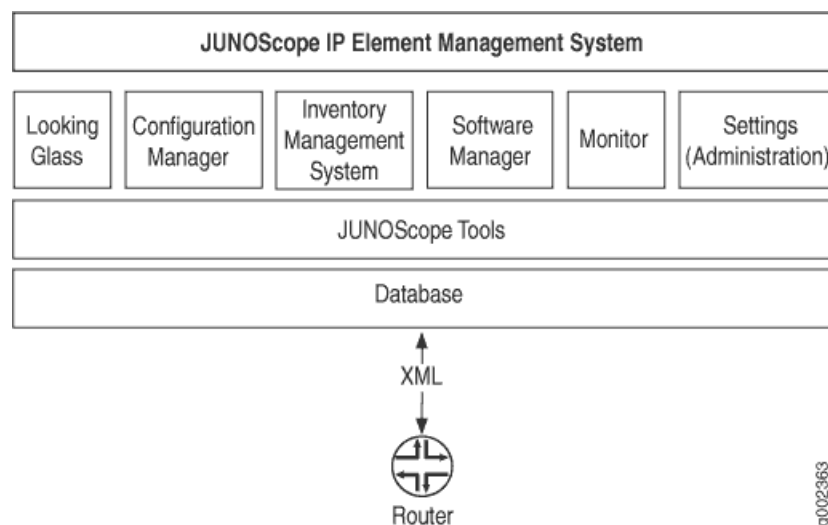 JUNOScope IP Element Management System
Looking
Glass
Configuration
Manager
Inventory
Management
System
Software
Manager
Monitor
Settings
(Administration)
JUNOScope Tools
Database
XML
Router
g002363